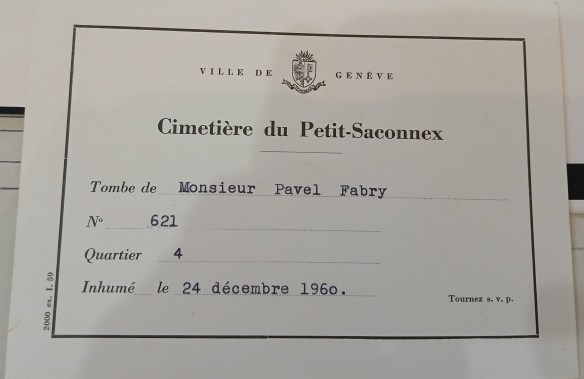 VILLE DE GENÈVE
Cimetière du Petit-Saconnex
Tombe de Monsieur Pavel Fabry
N° 621
Quartier 4
Inhumé le 24 décembre 196o.
Tournez s. v. p.
2000 ex. I. 59